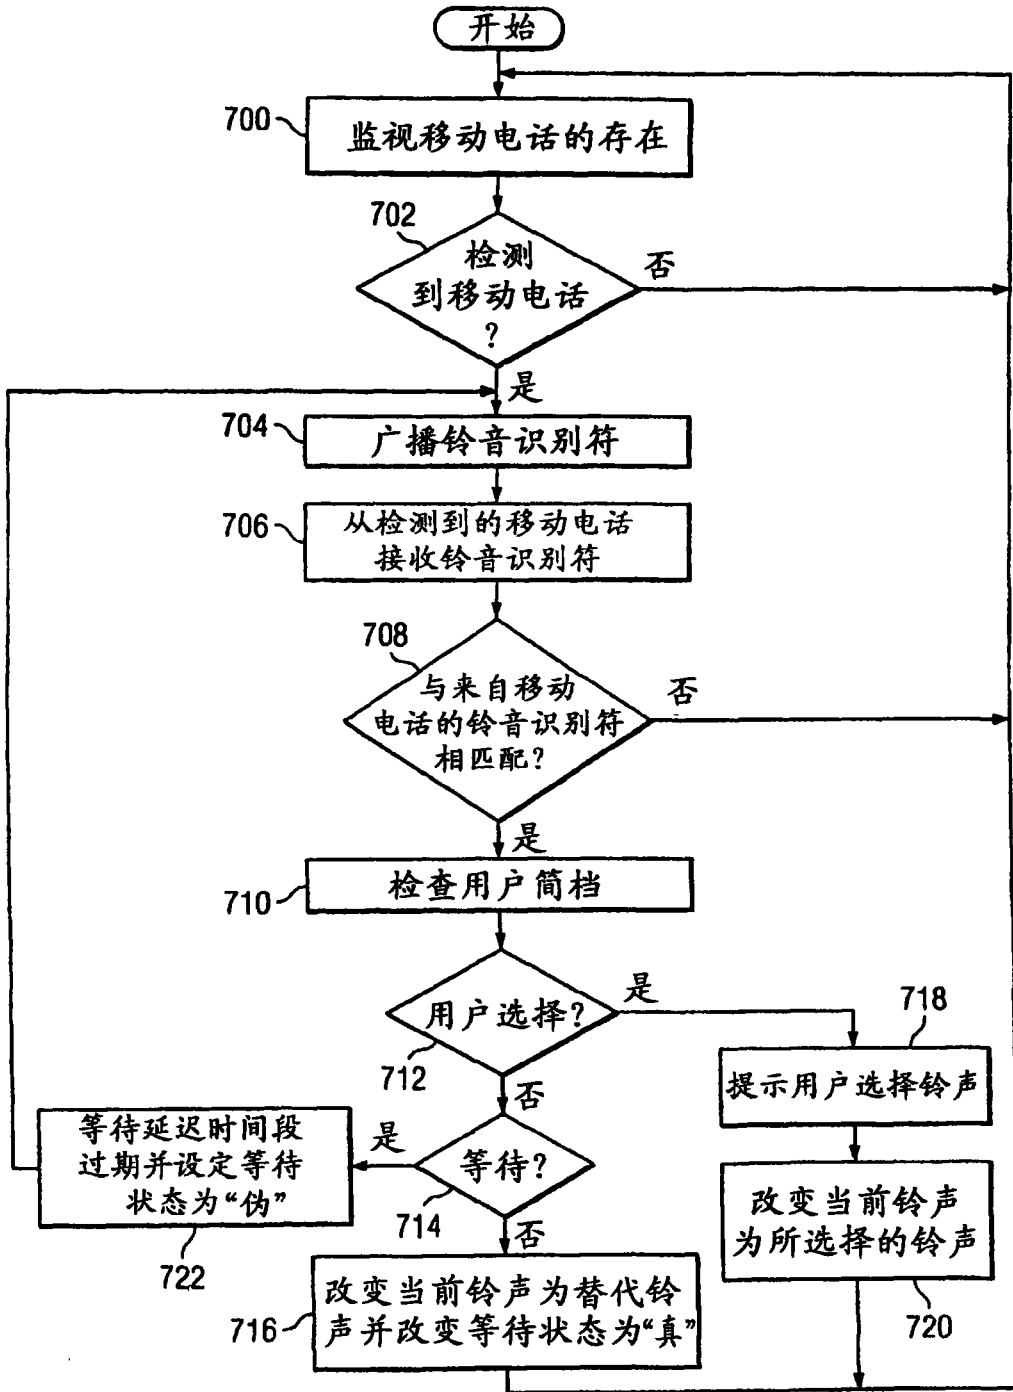 开始
700
监视移动电话的存在
702
检测
到移动电话
?
否
是
704
广播铃音识别符
706
从检测到的移动电话
接收铃音识别符
708
与来自移动
电话的铃音识别符
相匹配?
否
是
710
检查用户简档
用户选择?
712
是
否
718
提示用户选择铃声
等待延迟时间段
过期并设定等待
状态为“伪”
722
是
等待?
714
否
改变当前铃声
为所选择的铃声
720
716
改变当前铃声为替代铃
声并改变等待状态为“真”